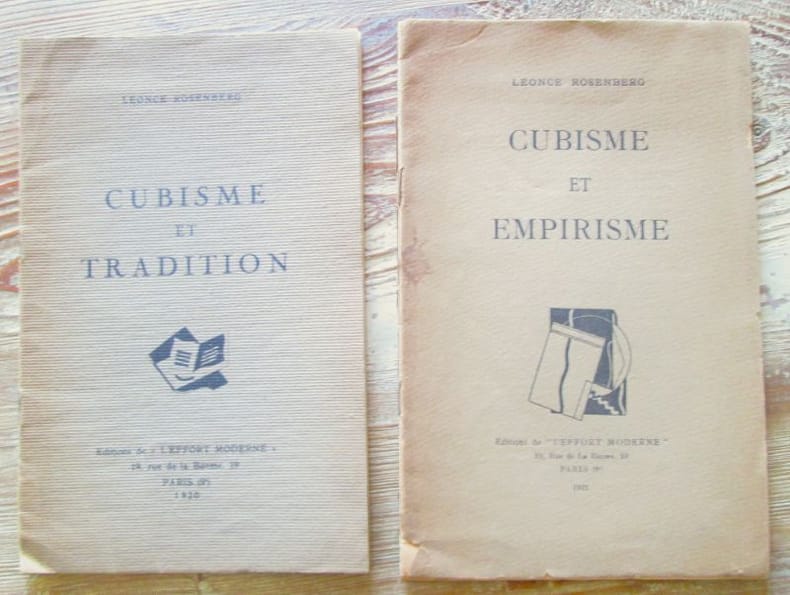 LEONCE ROSENBERG
CUBISME
ET
TRADITION
Editions de " L'EFFORT MODERNE "
19, rue de la Baume, 19
PARIS (8e)
1920
LEONCE ROSENBERG
CUBISME
ET
EMPIRISME
Editions de " L'EFFORT MODERNE "
19, Rue de La Baume, 19
PARIS